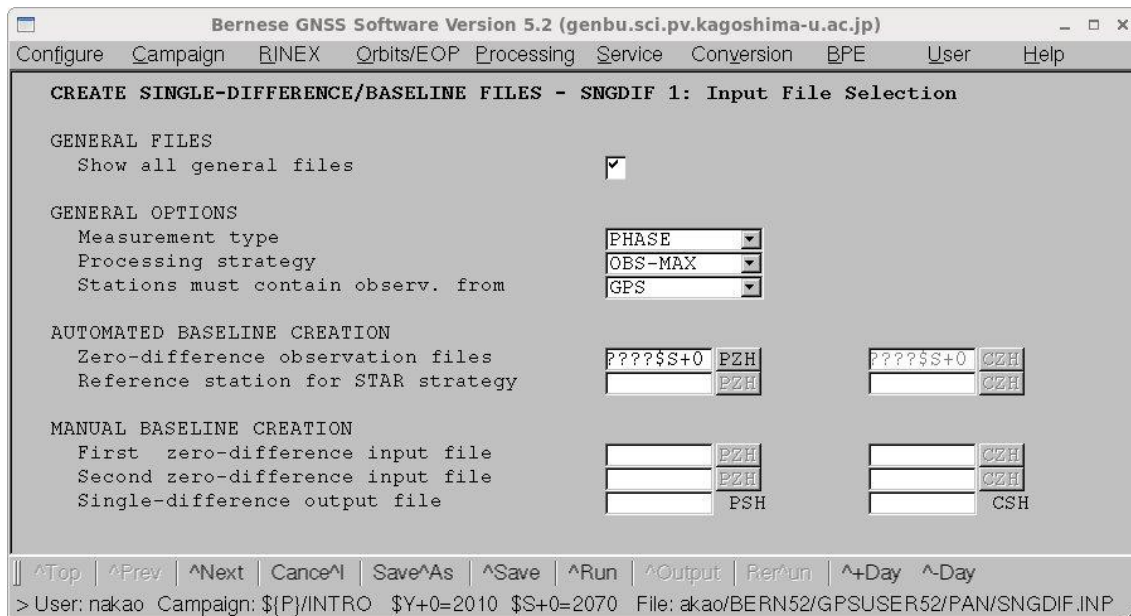 Bernese GNSS Software Version 5.2 (genbu.sci.pv.kagoshima-u.ac.jp)
Configure Campaign RINEX Orbits/EOP Processing Service Conversion BPE User Help
CREATE SINGLE-DIFFERENCE/BASELINE FILES - SNGDIF 1: Input File Selection
GENERAL FILES
Show all general files
GENERAL OPTIONS
Measurement type PHASE
Processing strategy OBS-MAX
Stations must contain observ. from GPS
AUTOMATED BASELINE CREATION
Zero-difference observation files ????$S+0 PZH ????$S+0 CZH
Reference station for STAR strategy PZH CZH
MANUAL BASELINE CREATION
First zero-difference input file PZH CZH
Second zero-difference input file PZH CZH
Single-difference output file PSH CSH
^Top | ^Prev | ^Next | Cance^l | Save^As | ^Save | ^Run | ^Output | Rer^un | ^+Day ^-Day
> User: nakao Campaign: ${P}/INTRO $Y+0=2010 $S+0=2070 File: akao/BERN52/GPSUSER52/PAN/SNGDIF.INP